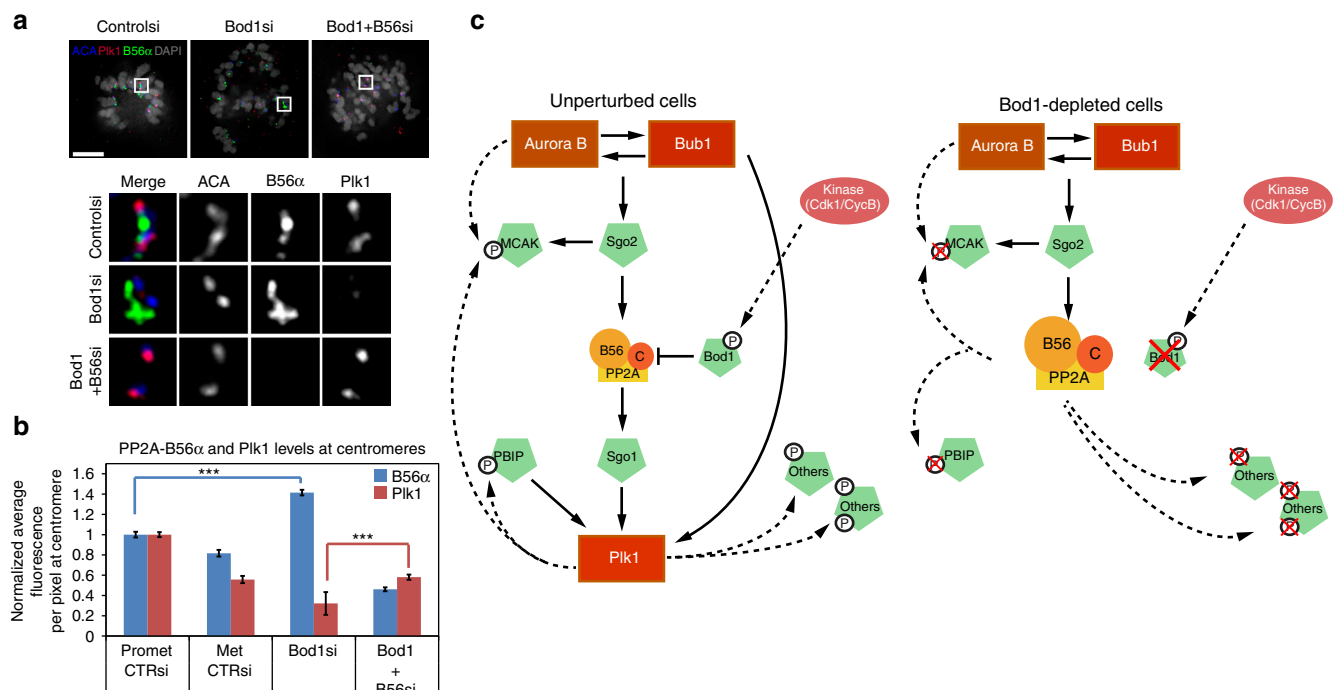 a
Controlsi
Bod1si
Bod1+B56si
ACAPlk1B56αDAPI
Merge
ACA
B56α
Plk1
Controlsi
Bod1si
Bod1
+B56si
b
PP2A-B56α and Plk1 levels at centromeres
Normalized average
fluorescence
per pixel at centromere
1.6
1.4
1.2
1
0.8
0.6
0.4
0.2
0
***
***
B56α
Plk1
Promet
CTRsi
Met
CTRsi
Bod1si
Bod1
+
B56si
c
Unperturbed cells
Aurora B
Bub1
Kinase
(Cdk1/CycB)
P
MCAK
Sgo2
P
Bod1
B56
C
PP2A
P
PBIP
Sgo1
P
Others
P
Others
P
Plk1
Bod1-depleted cells
Aurora B
Bub1
Kinase
(Cdk1/CycB)
P
MCAK
Sgo2
B56
C
PP2A
P
Bod1
P
PBIP
P
Others
P
Others
P